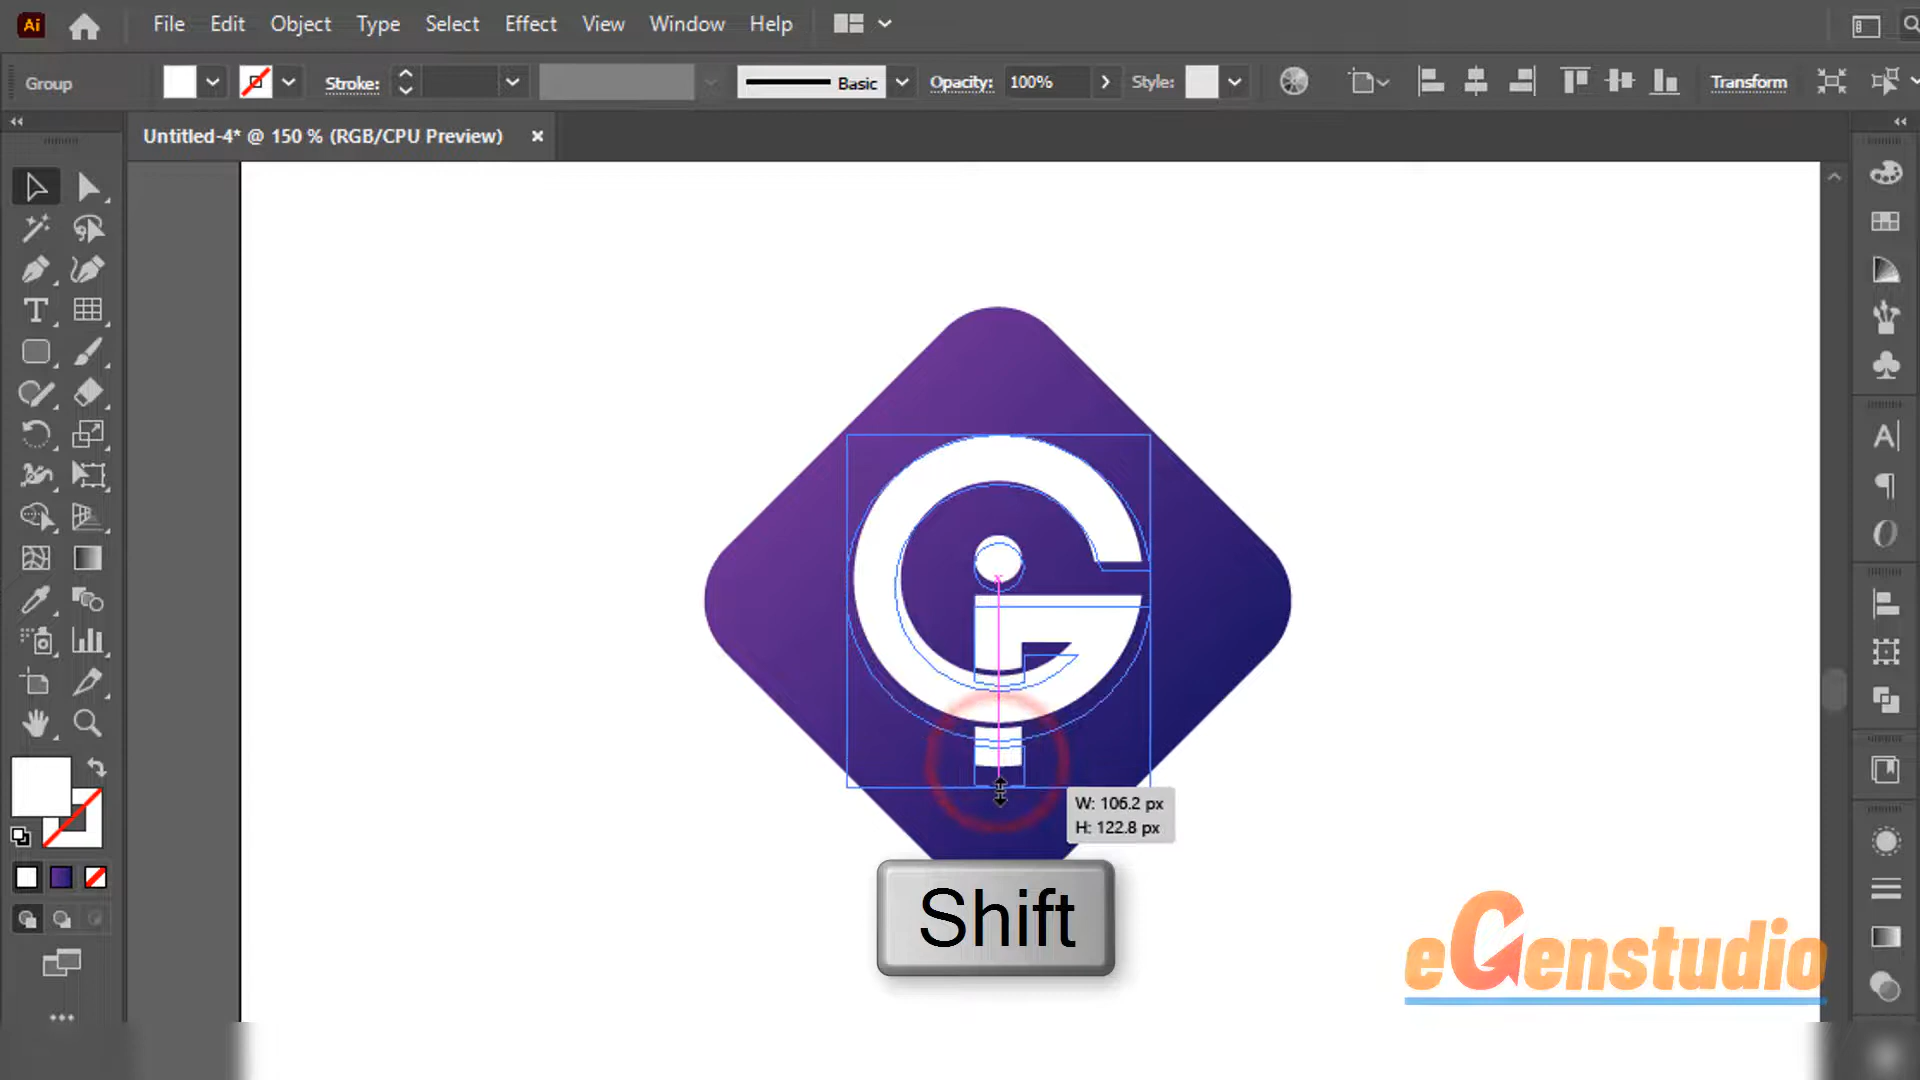 Ai File Edit Object Type Select Effect View Window Help
Group Stroke: Basic Opacity: 100% Style: Transform
Untitled-4* @ 150 % (RGB/CPU Preview) ×
G
i
W: 106.2 px
H: 122.8 px
Shift
eGenstudio